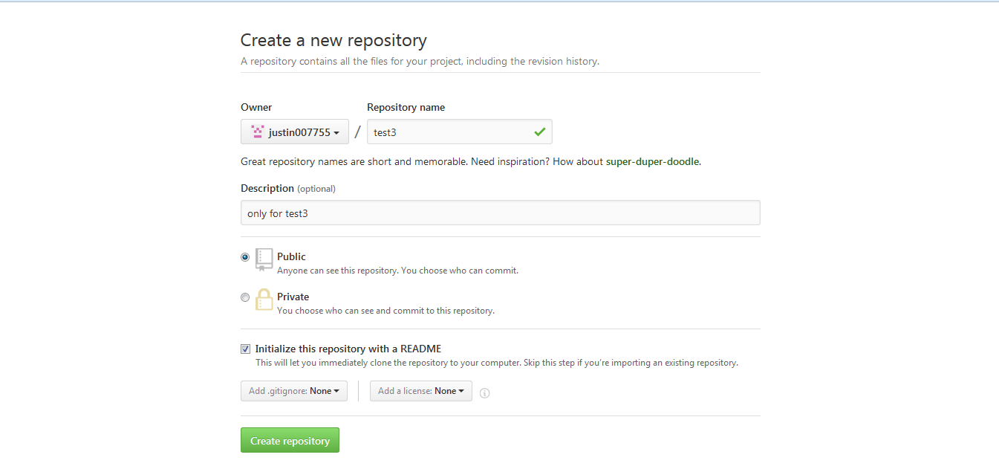 Create a new repository
A repository contains all the files for your project, including the revision history.
Owner Repository name
justin007755 / test3
Great repository names are short and memorable. Need inspiration? How about super-duper-doodle.
Description (optional)
only for test3
Public
Anyone can see this repository. You choose who can commit.
Private
You choose who can see and commit to this repository.
Initialize this repository with a README
This will let you immediately clone the repository to your computer. Skip this step if you're importing an existing repository.
Add .gitignore: None Add a license: None
Create repository